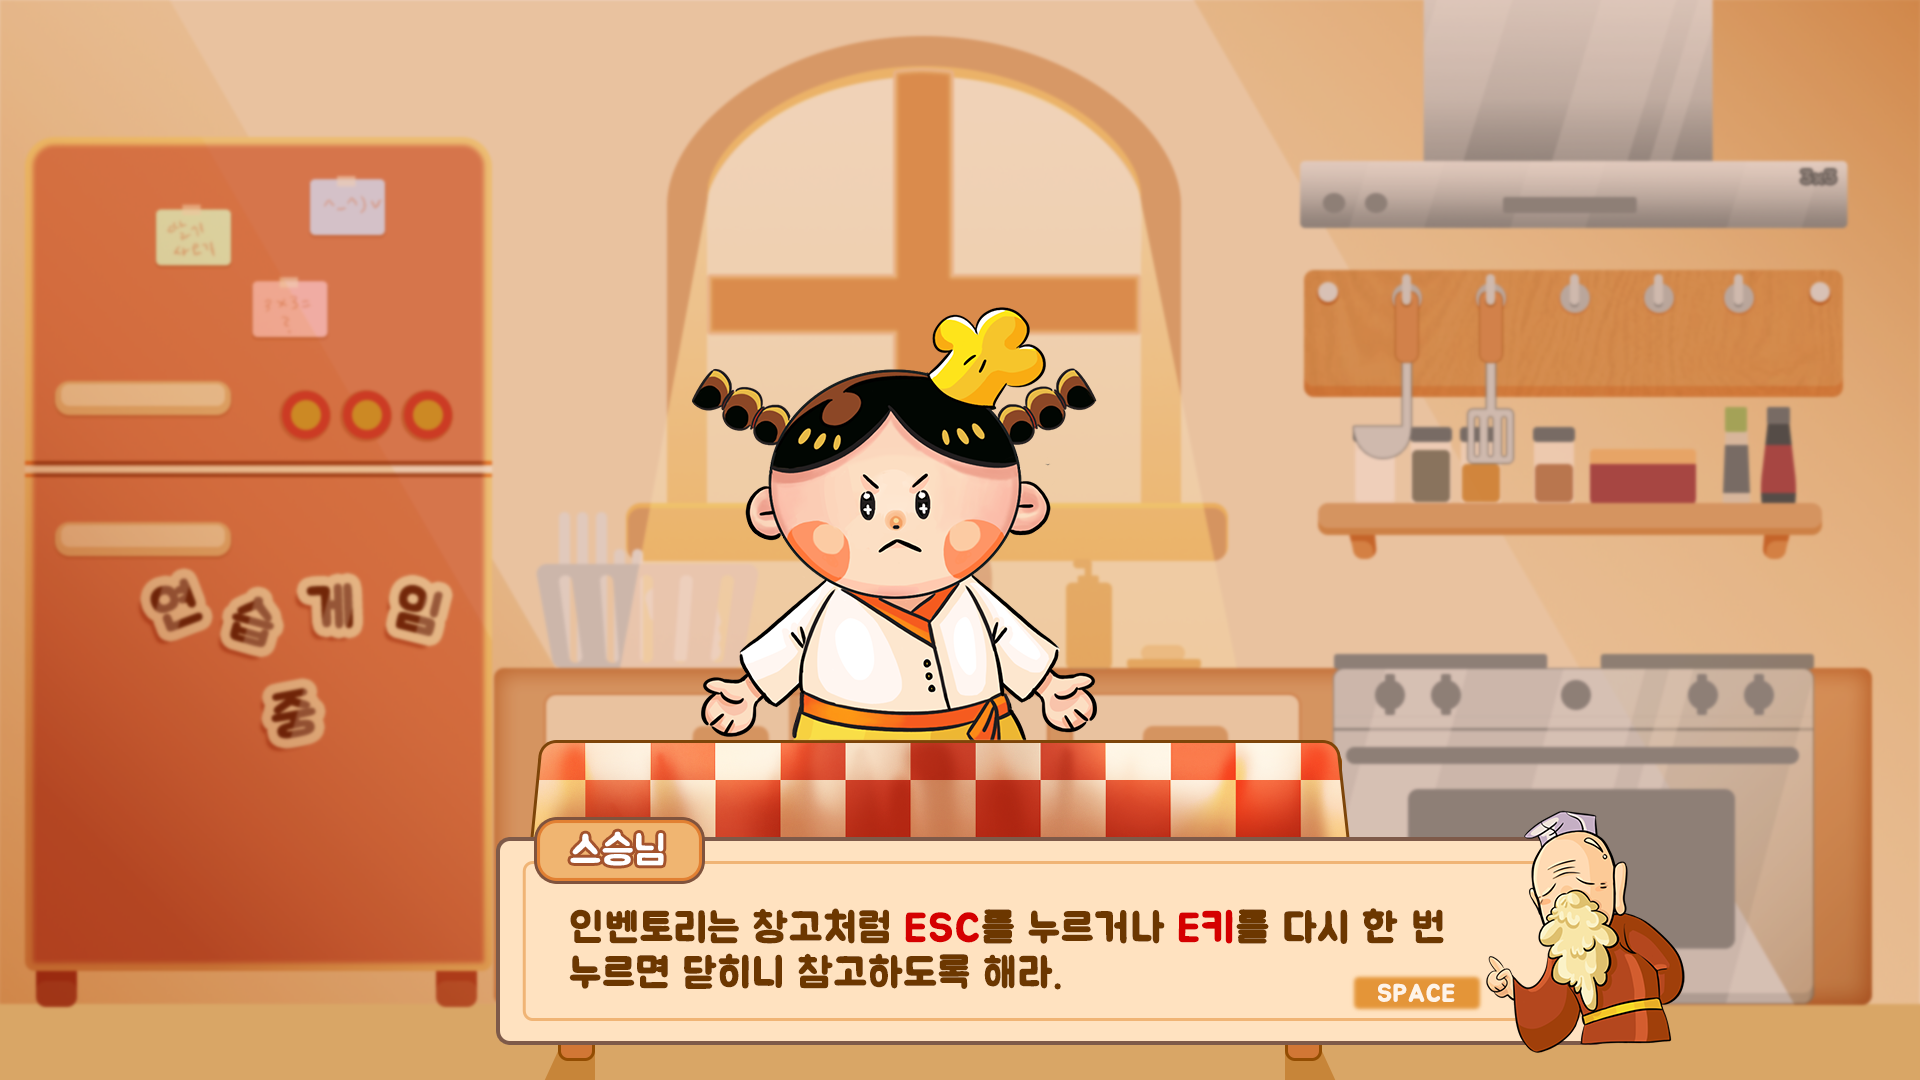 ^_^)v
연습게임
중
스승님
인벤토리는 창고처럼 ESC를 누르거나 E키를 다시 한 번
누르면 닫히니 참고하도록 해라.
SPACE